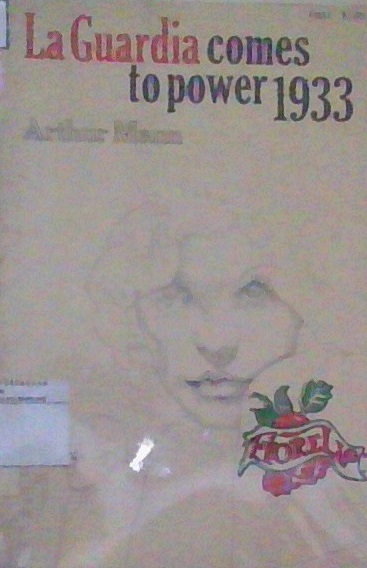 La Guardia comes
to power 1933
Arthur Mann